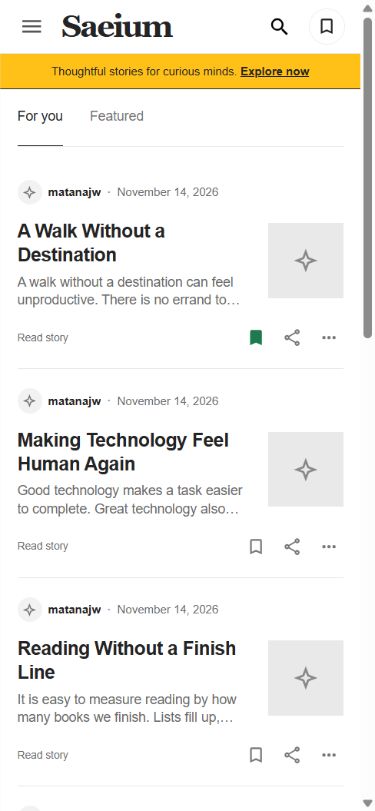 Saeium
Thoughtful stories for curious minds. Explore now
For you Featured
matanajw · November 14, 2026
A Walk Without a
Destination
A walk without a destination can feel
unproductive. There is no errand to…
Read story
matanajw · November 14, 2026
Making Technology Feel
Human Again
Good technology makes a task easier
to complete. Great technology also…
Read story
matanajw · November 14, 2026
Reading Without a Finish
Line
It is easy to measure reading by how
many books we finish. Lists fill up,…
Read story